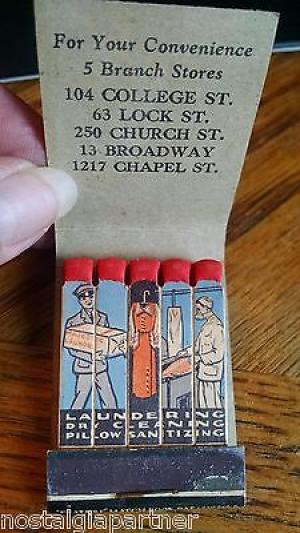 For Your Convenience
5 Branch Stores
104 COLLEGE ST.
63 LOCK ST.
250 CHURCH ST.
13 BROADWAY
1217 CHAPEL ST.
LAUNDERING
DRY CLEANING
PILLOW SANITIZING
nostalgiapartner